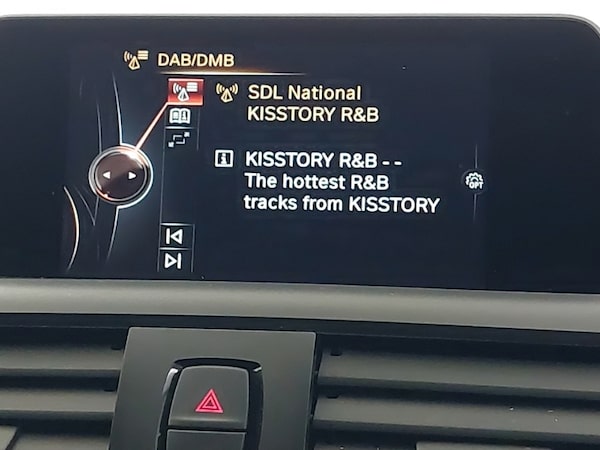 DAB/DMB
SDL National
KISSTORY R&B
KISSTORY R&B - -
The hottest R&B
tracks from KISSTORY
OPT